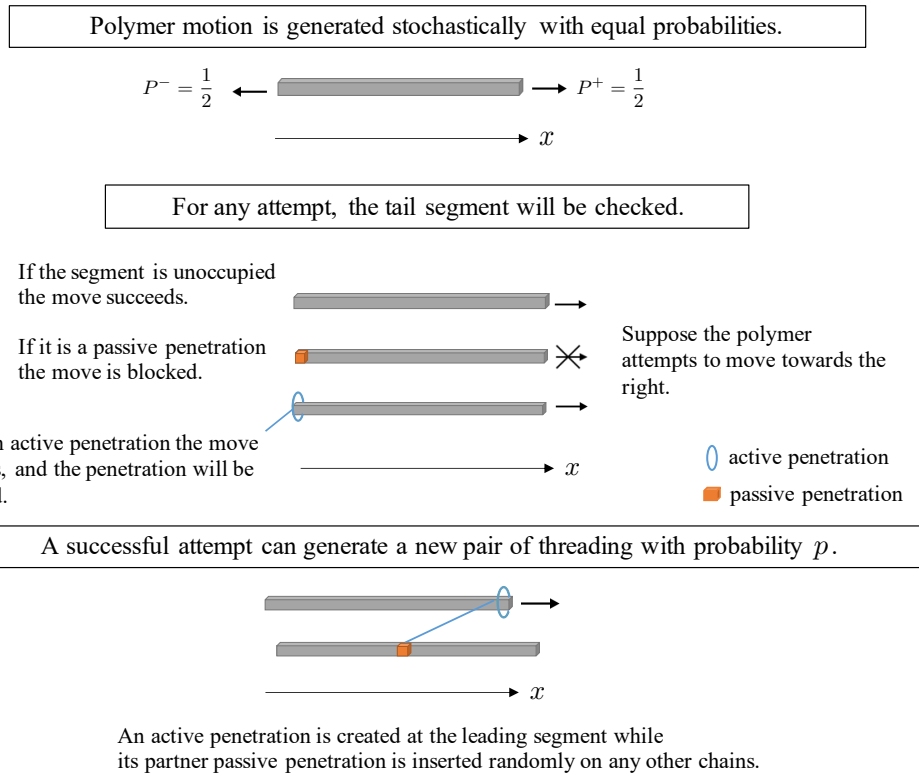 Polymer motion is generated stochastically with equal probabilities.
P⁻ = 1/2
P⁺ = 1/2
x
For any attempt, the tail segment will be checked.
If the segment is unoccupied
the move succeeds.
If it is a passive penetration
the move is blocked.
Suppose the polymer
attempts to move towards the
right.
active penetration the move
, and the penetration will be
x
active penetration
passive penetration
A successful attempt can generate a new pair of threading with probability p.
x
An active penetration is created at the leading segment while
its partner passive penetration is inserted randomly on any other chains.